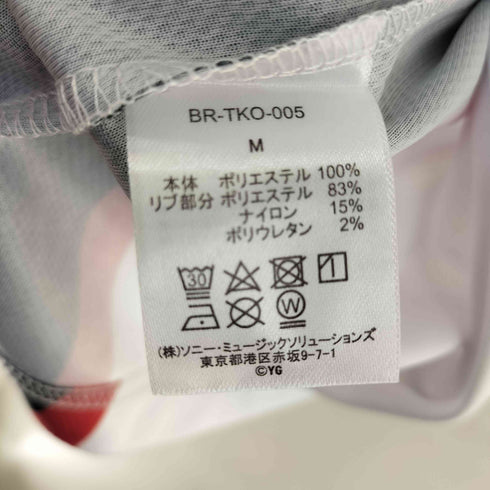 BR-TKO-005
M
本体 ポリエステル 100%
リブ部分 ポリエステル 83%
ナイロン 15%
ポリウレタン 2%
30
W
(株)ソニー・ミュージックソリューションズ
東京都港区赤坂9-7-1
©YG